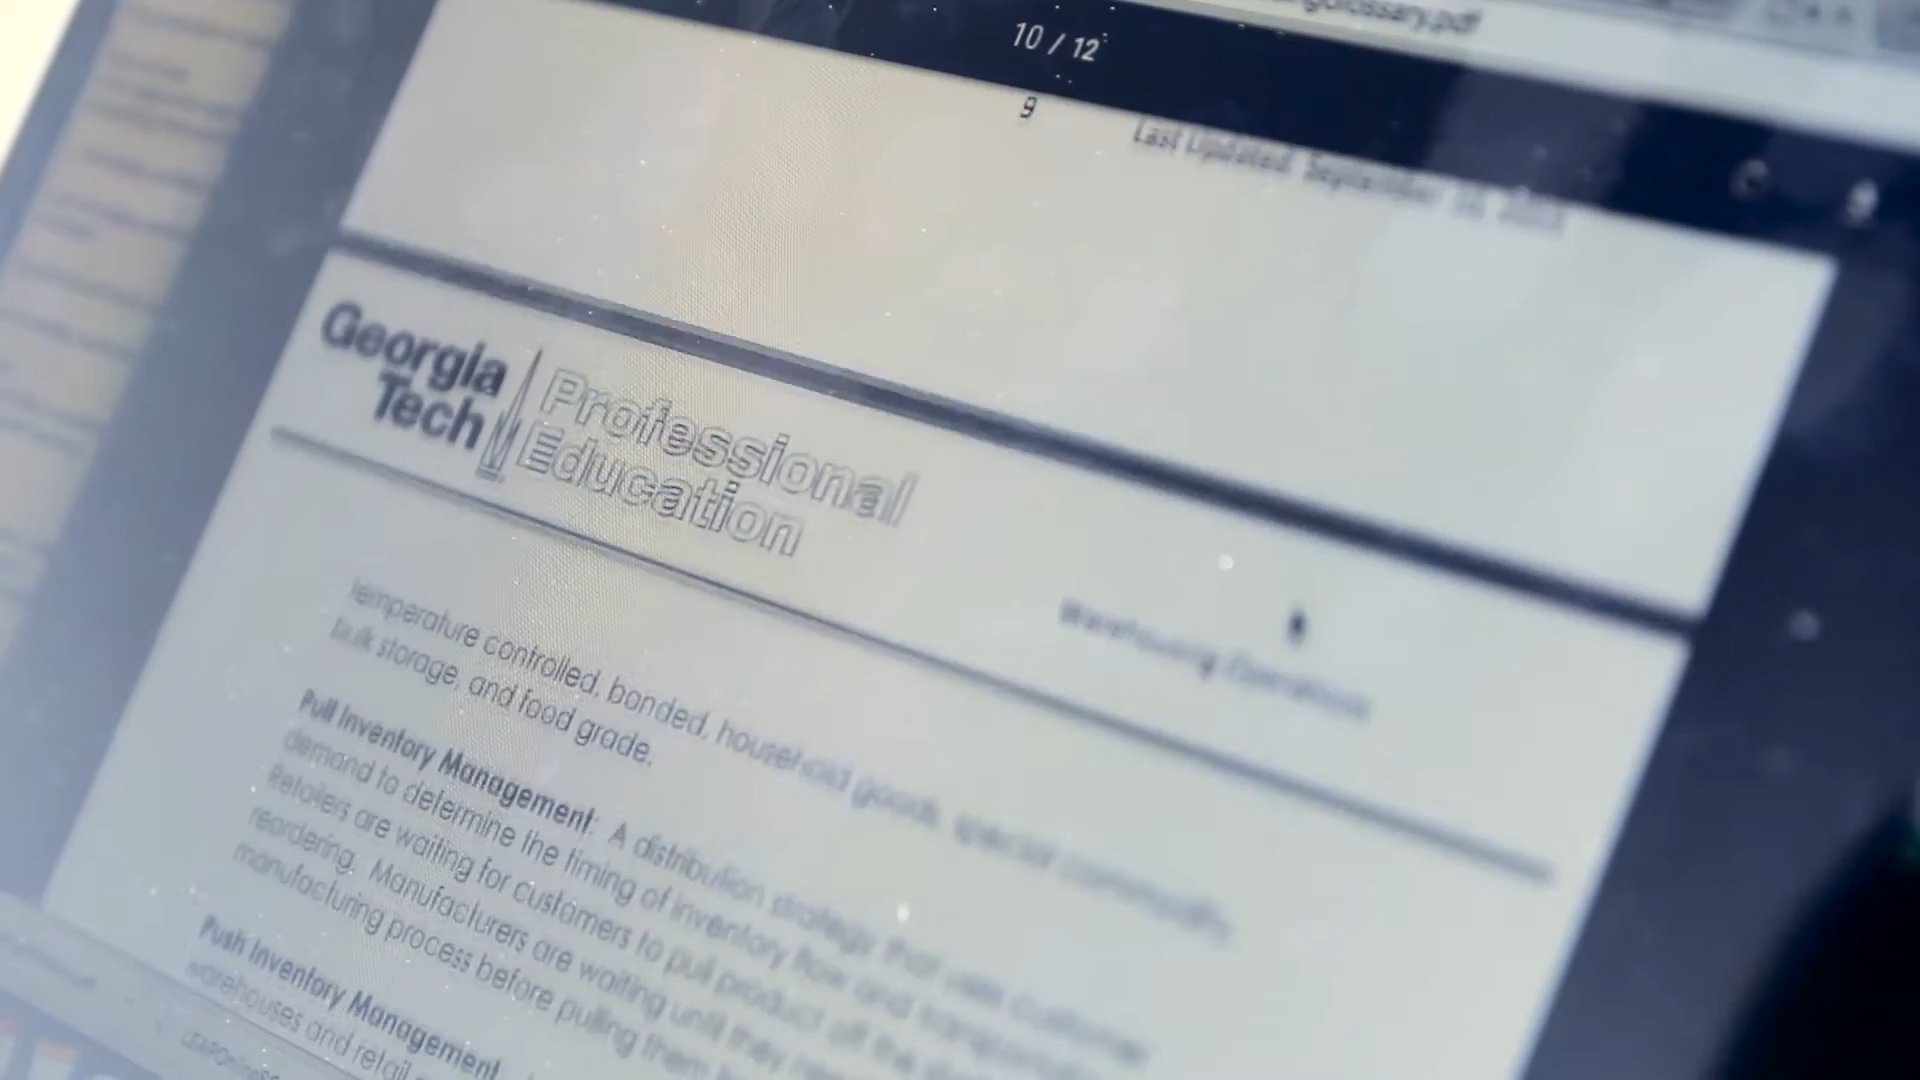 10 / 12
9
Last Updated: September
Georgia
Tech
Professional
Education
Warehousing Operations
temperature controlled, bonded, household goods, special commodity,
bulk storage, and food grade.
Pull Inventory Management: A distribution strategy that uses customer
demand to determine the timing of inventory flow and
Retailers are waiting for customers to pull product off the
reordering. Manufacturers are waiting until they
manufacturing process before pulling them
Push Inventory Management
warehouses and retail